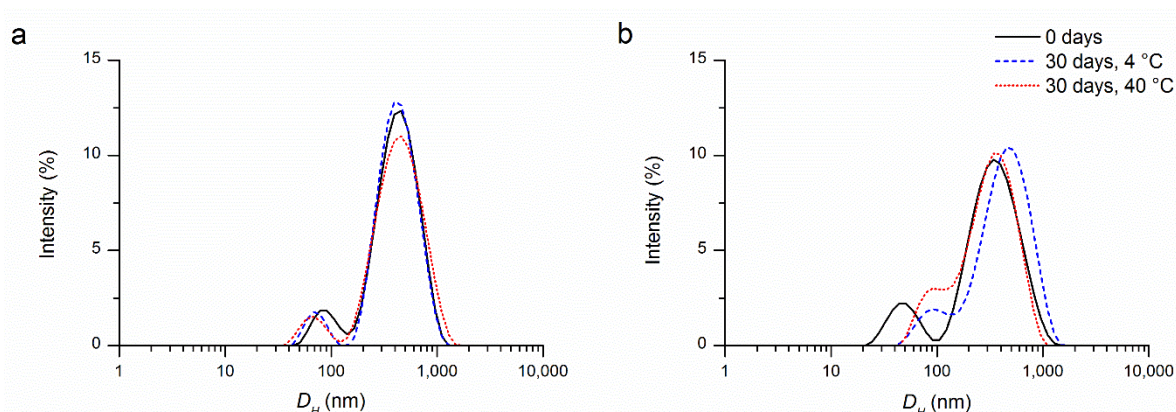 a
15
10
5
0
Intensity (%)
1 10 100 1,000 10,000
D_H (nm)
b
0 days
30 days, 4 °C
30 days, 40 °C
15
10
5
0
Intensity (%)
1 10 100 1,000 10,000
D_H (nm)